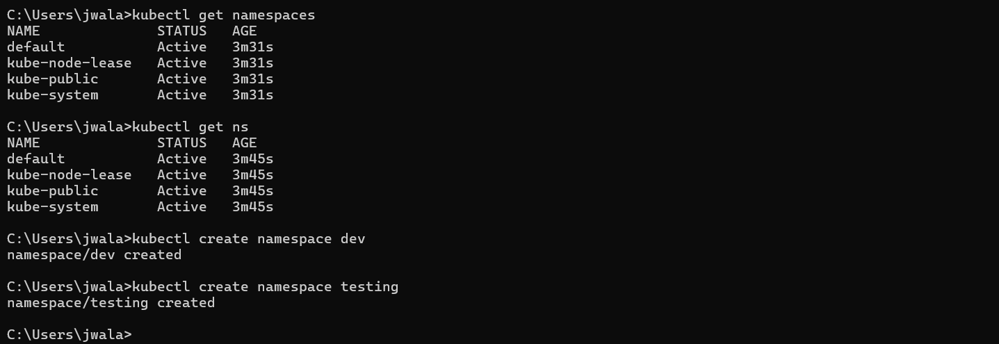 C:\Users\jwala>kubectl get namespaces
NAME              STATUS   AGE
default           Active   3m31s
kube-node-lease   Active   3m31s
kube-public       Active   3m31s
kube-system       Active   3m31s
C:\Users\jwala>kubectl get ns
NAME              STATUS   AGE
default           Active   3m45s
kube-node-lease   Active   3m45s
kube-public       Active   3m45s
kube-system       Active   3m45s
C:\Users\jwala>kubectl create namespace dev
namespace/dev created
C:\Users\jwala>kubectl create namespace testing
namespace/testing created
C:\Users\jwala>